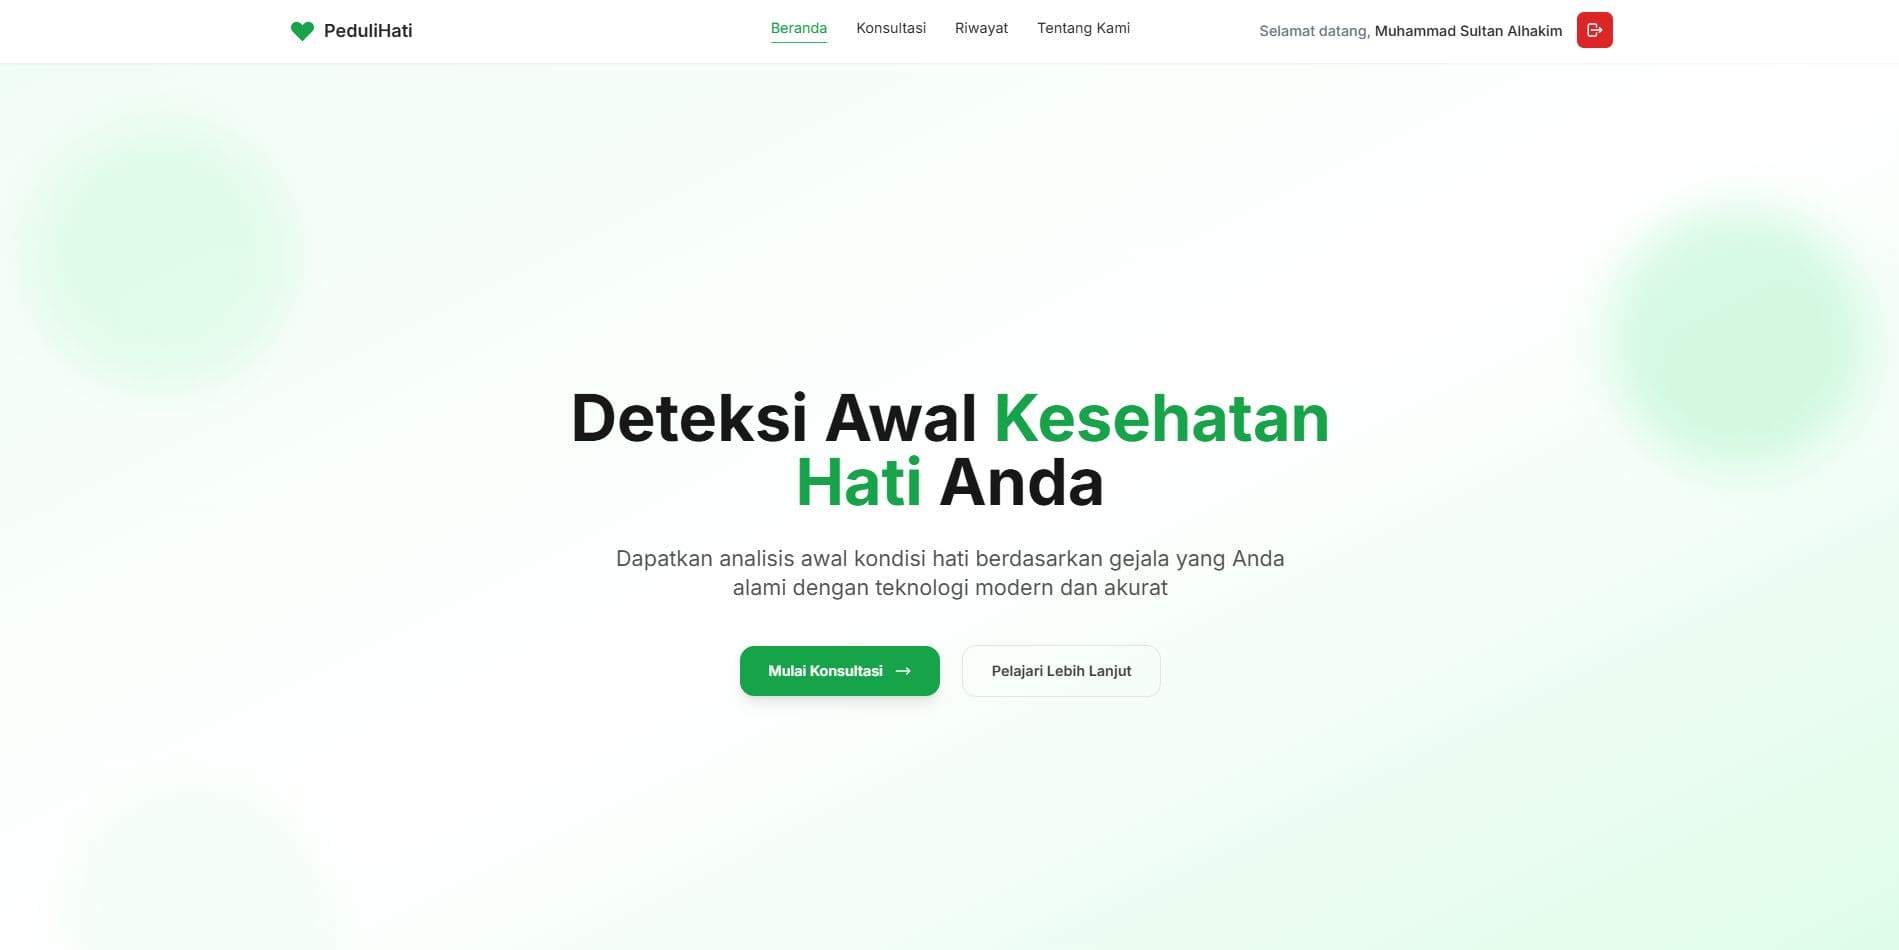 PeduliHati
Beranda Konsultasi Riwayat Tentang Kami
Selamat datang, Muhammad Sultan Alhakim
Deteksi Awal Kesehatan
Hati Anda
Dapatkan analisis awal kondisi hati berdasarkan gejala yang Anda
alami dengan teknologi modern dan akurat
Mulai Konsultasi →
Pelajari Lebih Lanjut